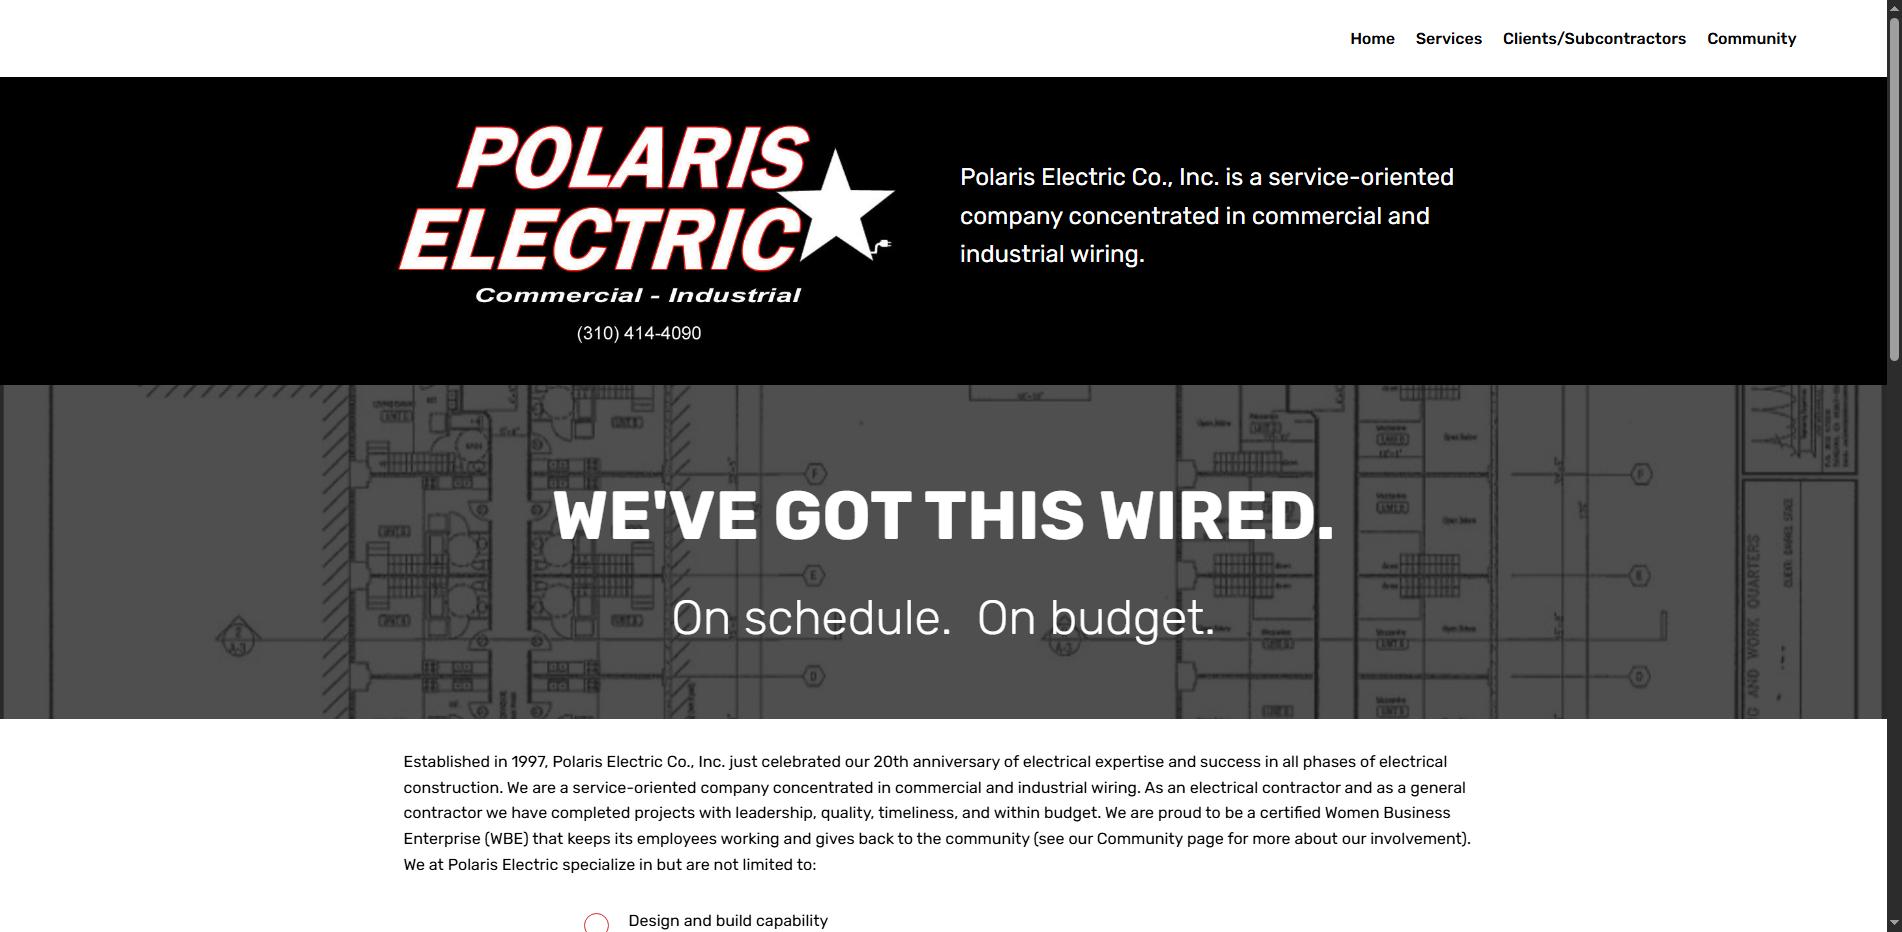 Home Services Clients/Subcontractors Community
POLARIS
ELECTRIC
Commercial - Industrial
(310) 414-4090
Polaris Electric Co., Inc. is a service-oriented
company concentrated in commercial and
industrial wiring.
WE'VE GOT THIS WIRED.
On schedule.  On budget.
F
E
D
AND WORK QUARTERS
Established in 1997, Polaris Electric Co., Inc. just celebrated our 20th anniversary of electrical expertise and success in all phases of electrical
construction. We are a service-oriented company concentrated in commercial and industrial wiring. As an electrical contractor and as a general
contractor we have completed projects with leadership, quality, timeliness, and within budget. We are proud to be a certified Women Business
Enterprise (WBE) that keeps its employees working and gives back to the community (see our Community page for more about our involvement).
We at Polaris Electric specialize in but are not limited to:
Design and build capability